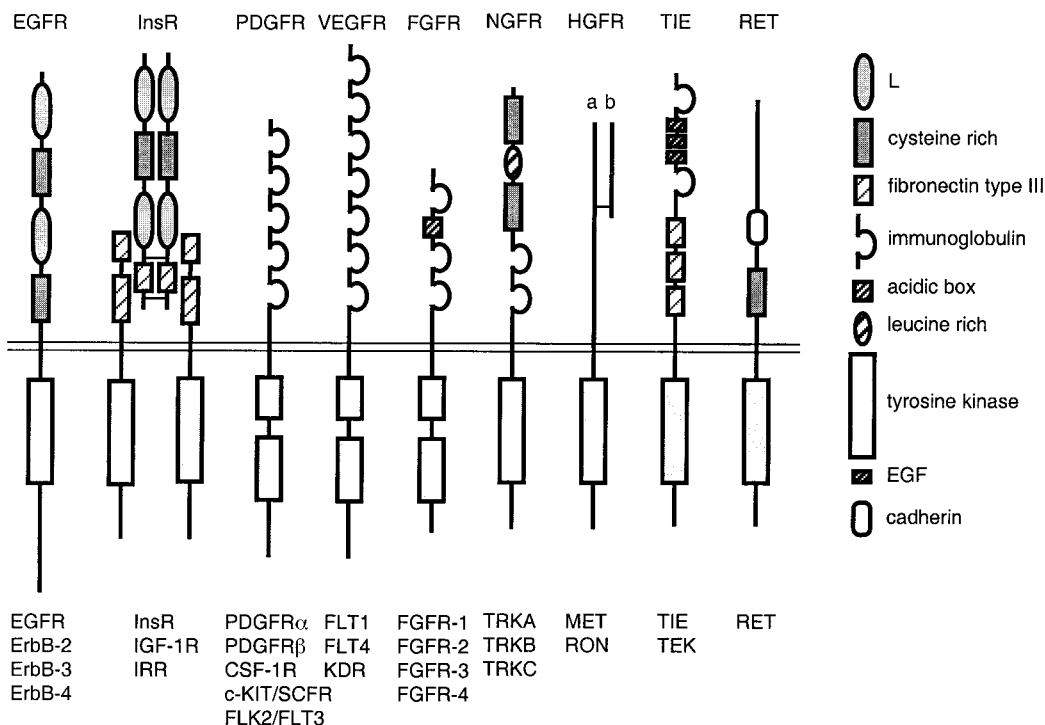 EGFR InsR PDGFR VEGFR FGFR NGFR HGFR TIE RET
a b
L
cysteine rich
fibronectin type III
immunoglobulin
acidic box
leucine rich
tyrosine kinase
EGF
cadherin
EGFR InsR PDGFRα FLT1 FGFR-1 TRKA MET TIE RET
ErbB-2 IGF-1R PDGFRβ FLT4 FGFR-2 TRKB RON TEK
ErbB-3 IRR CSF-1R KDR FGFR-3 TRKC
ErbB-4 c-KIT/SCFR FGFR-4
FLK2/FLT3